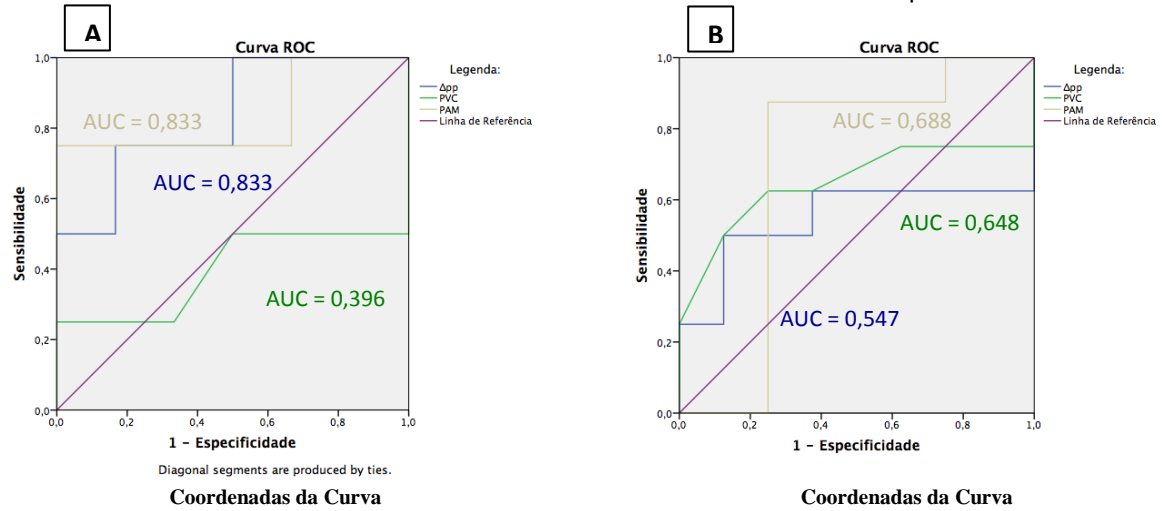 A
Curva ROC
1,0
0,8
0,6
0,4
0,2
0,0
Sensibilidade
AUC = 0,833
AUC = 0,833
AUC = 0,396
0,0 0,2 0,4 0,6 0,8 1,0
1 - Especificidade
Diagonal segments are produced by ties.
Coordenadas da Curva
Legenda:
Δpp
PVC
PAM
Linha de Referência
B
Curva ROC
1,0
0,8
0,6
0,4
0,2
0,0
Sensibilidade
AUC = 0,688
AUC = 0,648
AUC = 0,547
0,0 0,2 0,4 0,6 0,8 1,0
1 - Especificidade
Coordenadas da Curva
Legenda:
Δpp
PVC
PAM
Linha de Referência